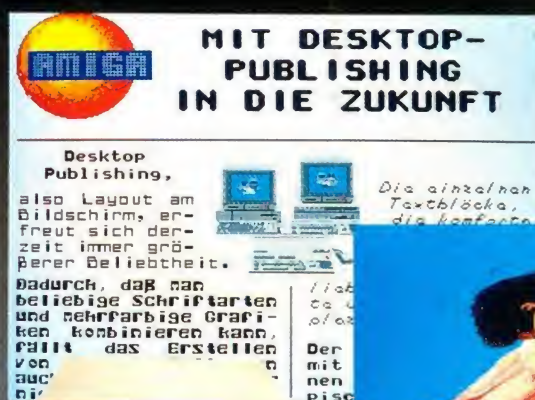 AMIGA
MIT DESKTOP-
PUBLISHING
IN DIE ZUKUNFT
Desktop
Publishing,
also Layout am
Bildschirm, er-
freut sich der-
zeit immer grö-
ßerer Beliebtheit.
Dadurch, daß man
beliebige Schriftarten
und mehrfarbige Grafi-
ken kombinieren kann,
fällt das Erstellen
von
Die einzelnen
Textblöcke,
die
Der
mit